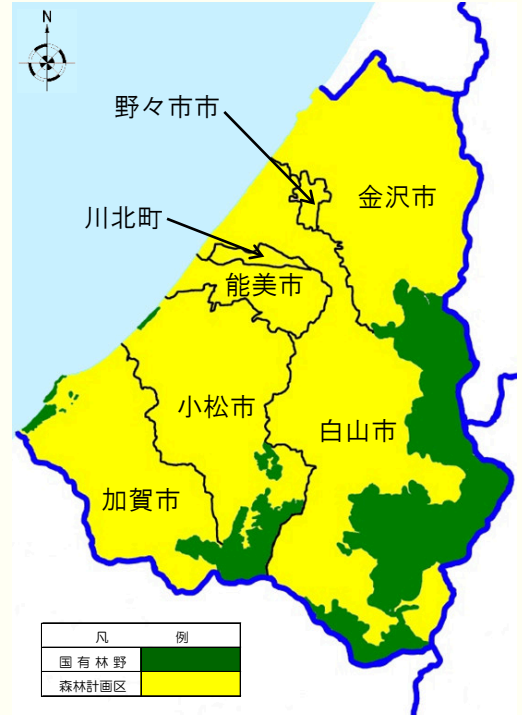 N
野々市市
金沢市
川北町
能美市
小松市
白山市
加賀市
凡 例
国有林野
森林計画区